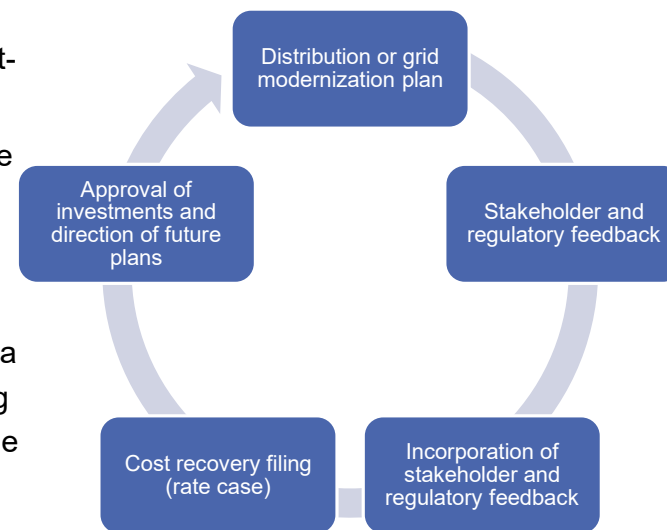 t-
e
a
g
e
Distribution or grid
modernization plan
Stakeholder and
regulatory feedback
Incorporation of
stakeholder and
regulatory feedback
Cost recovery filing
(rate case)
Approval of
investments and
direction of future
plans